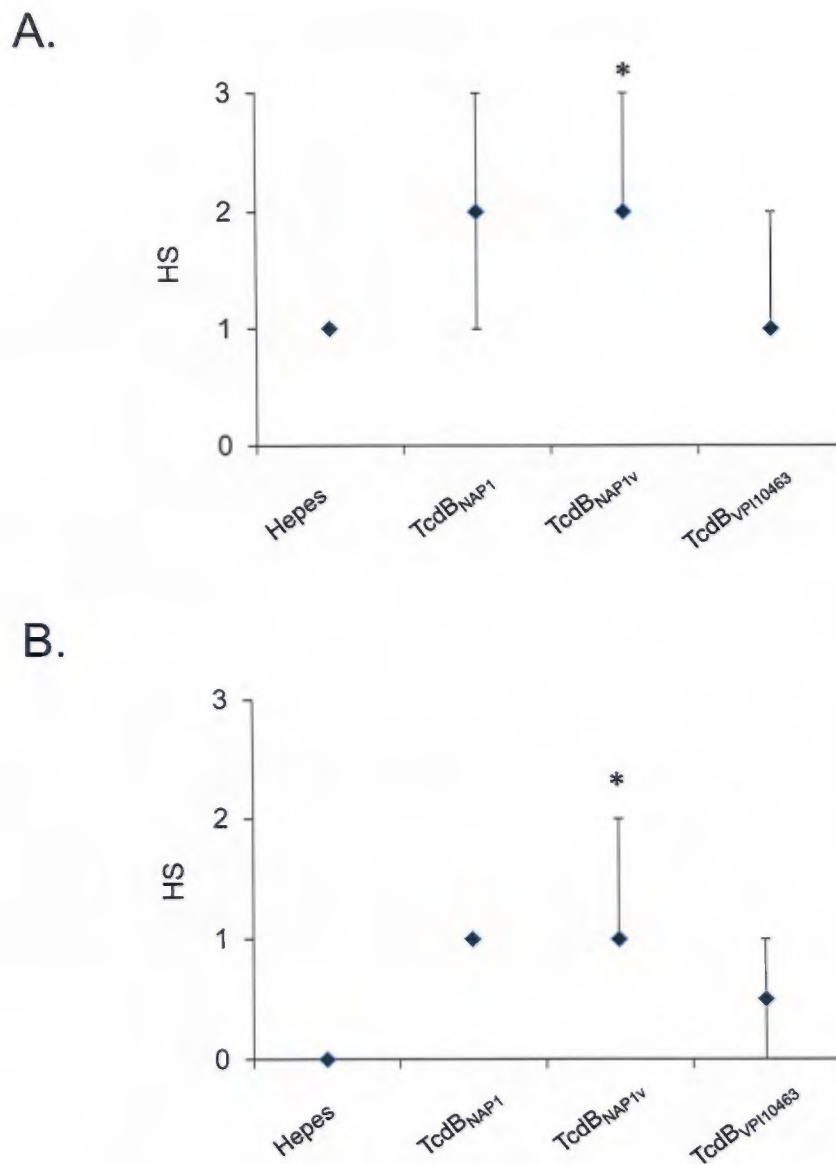 A.
*
3
2
HS
1
0
Hepes
TcdBNAP1
TcdBNAP1v
TcdBVPI10463
B.
3
*
2
HS
1
0
Hepes
TcdBNAP1
TcdBNAP1v
TcdBVPI10463